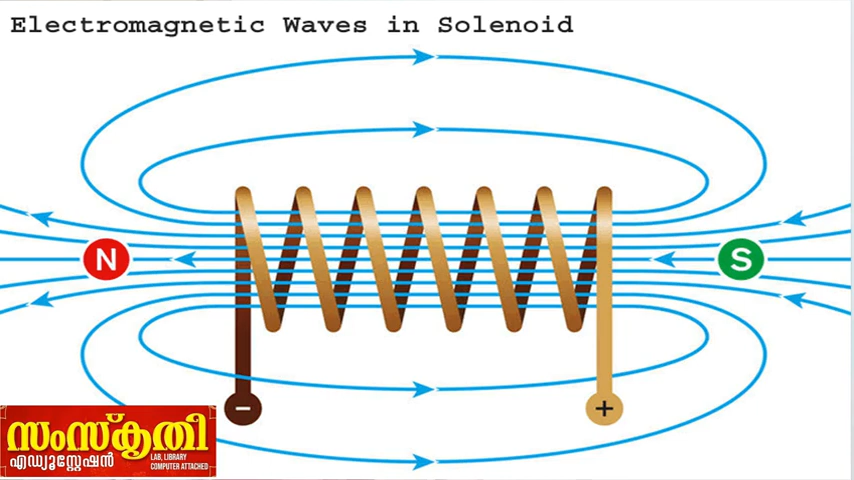 Electromagnetic Waves in Solenoid
N
S
-
+
സംസ്കൃതി
എഡ്യൂസ്റ്റേഷൻ
LAB, LIBRARY
COMPUTER ATTACHED